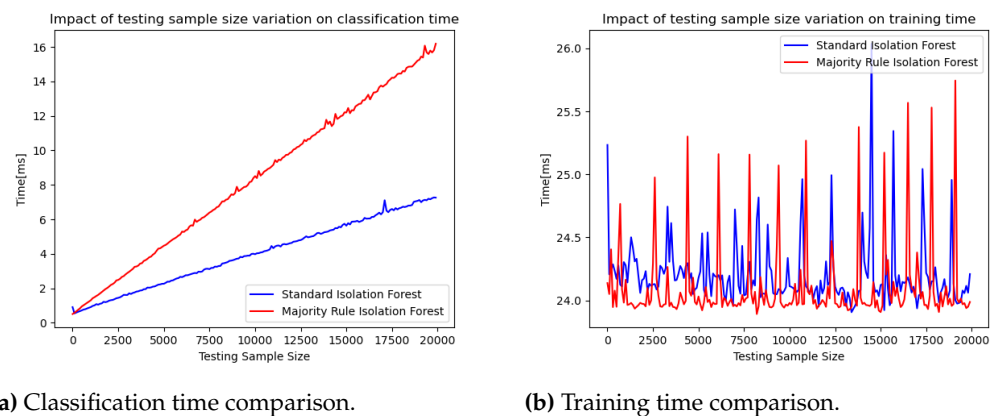 Impact of testing sample size variation on classification time
16
14
12
10
8
6
4
2
0
Time[ms]
Standard Isolation Forest
Majority Rule Isolation Forest
0 2500 5000 7500 10000 12500 15000 17500 20000
Testing Sample Size
Impact of testing sample size variation on training time
26.0
25.5
25.0
24.5
24.0
Time[ms]
Standard Isolation Forest
Majority Rule Isolation Forest
0 2500 5000 7500 10000 12500 15000 17500 20000
Testing Sample Size
a) Classification time comparison.
(b) Training time comparison.